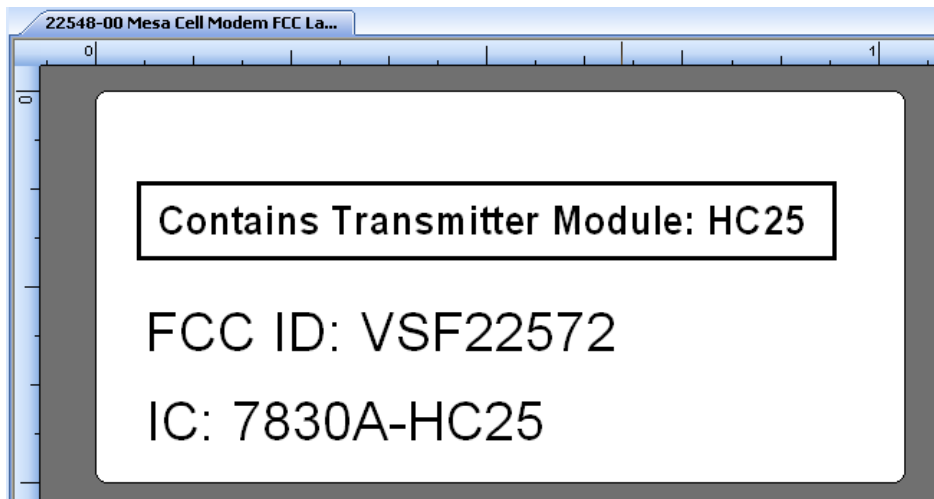 22548-00 Mesa Cell Modem FCC La...
0 1
0
Contains Transmitter Module: HC25
FCC ID: VSF22572
IC: 7830A-HC25